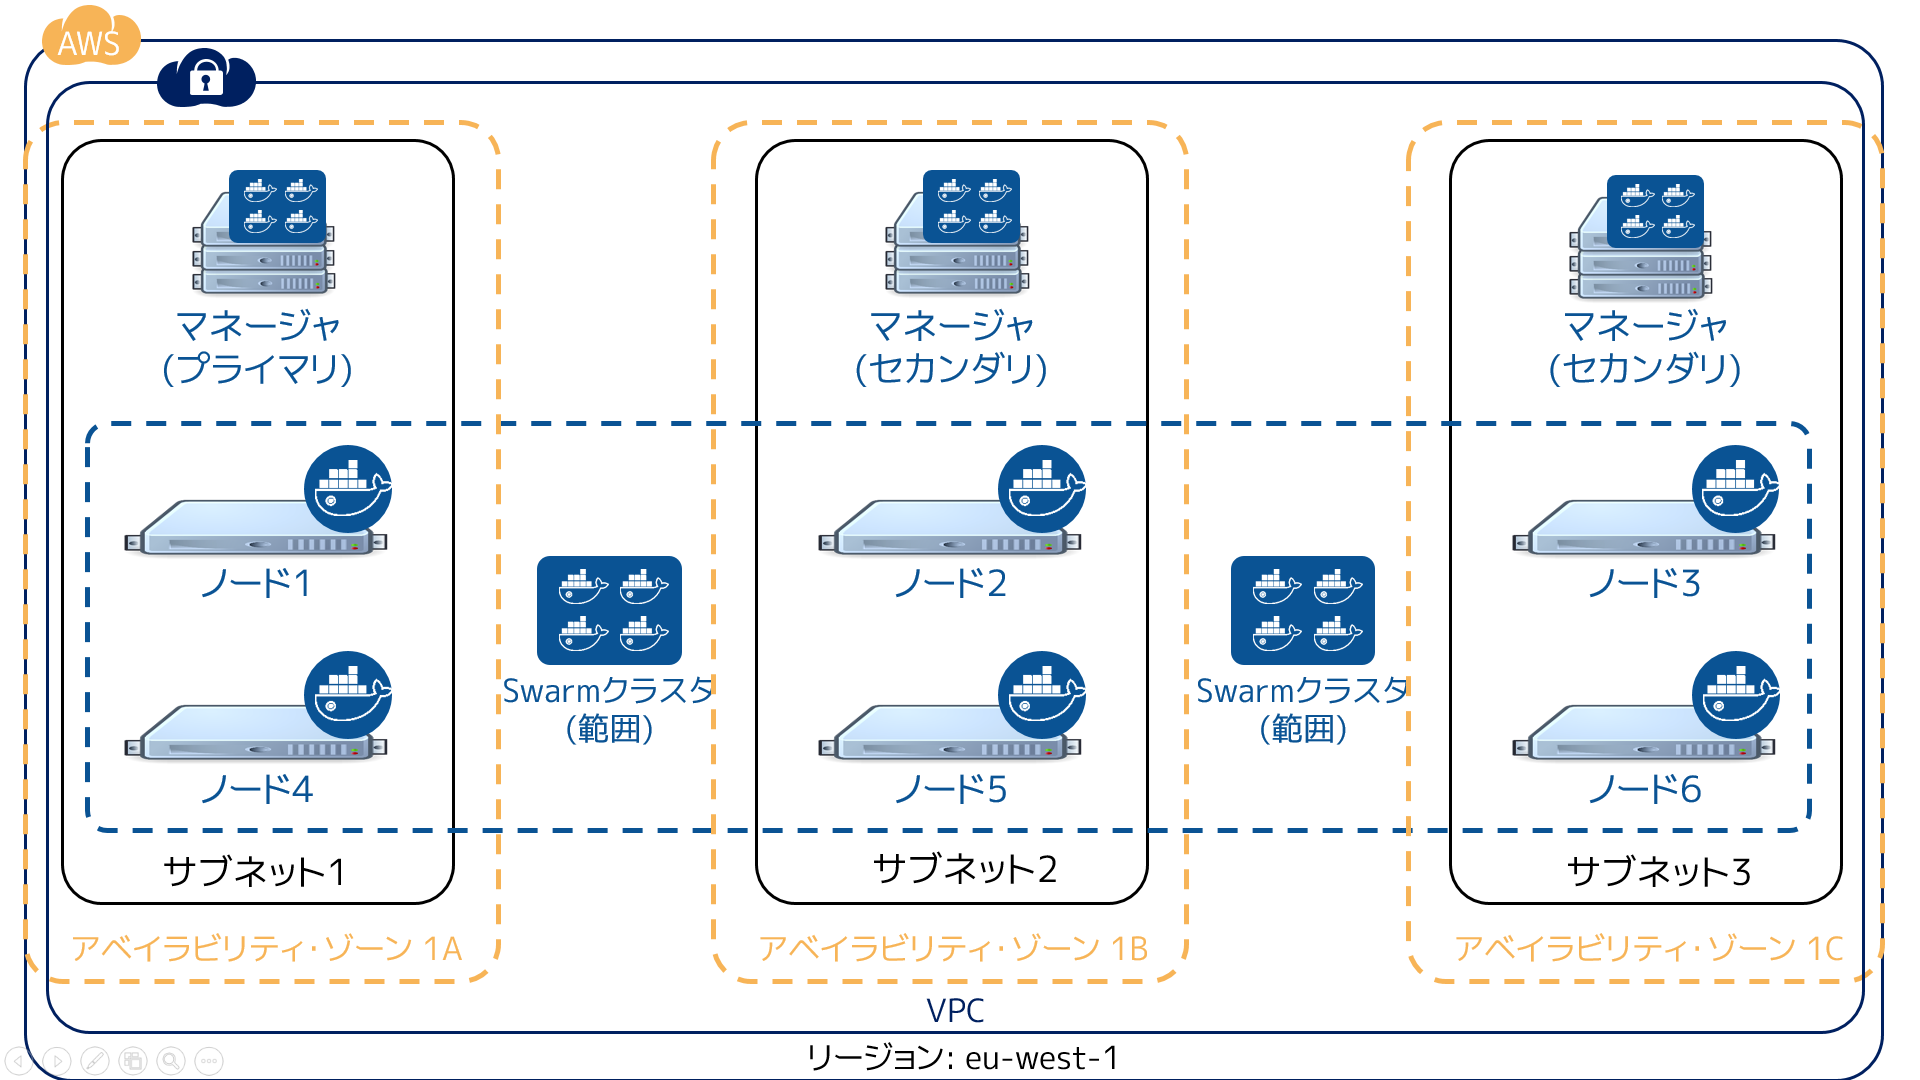 AWS
マネージャ
(プライマリ)
マネージャ
(セカンダリ)
マネージャ
(セカンダリ)
ノード1
ノード2
ノード3
Swarmクラスタ
(範囲)
Swarmクラスタ
(範囲)
ノード4
ノード5
ノード6
サブネット1
サブネット2
サブネット3
アベイラビリティ・ゾーン 1A
アベイラビリティ・ゾーン 1B
アベイラビリティ・ゾーン 1C
VPC
リージョン: eu-west-1